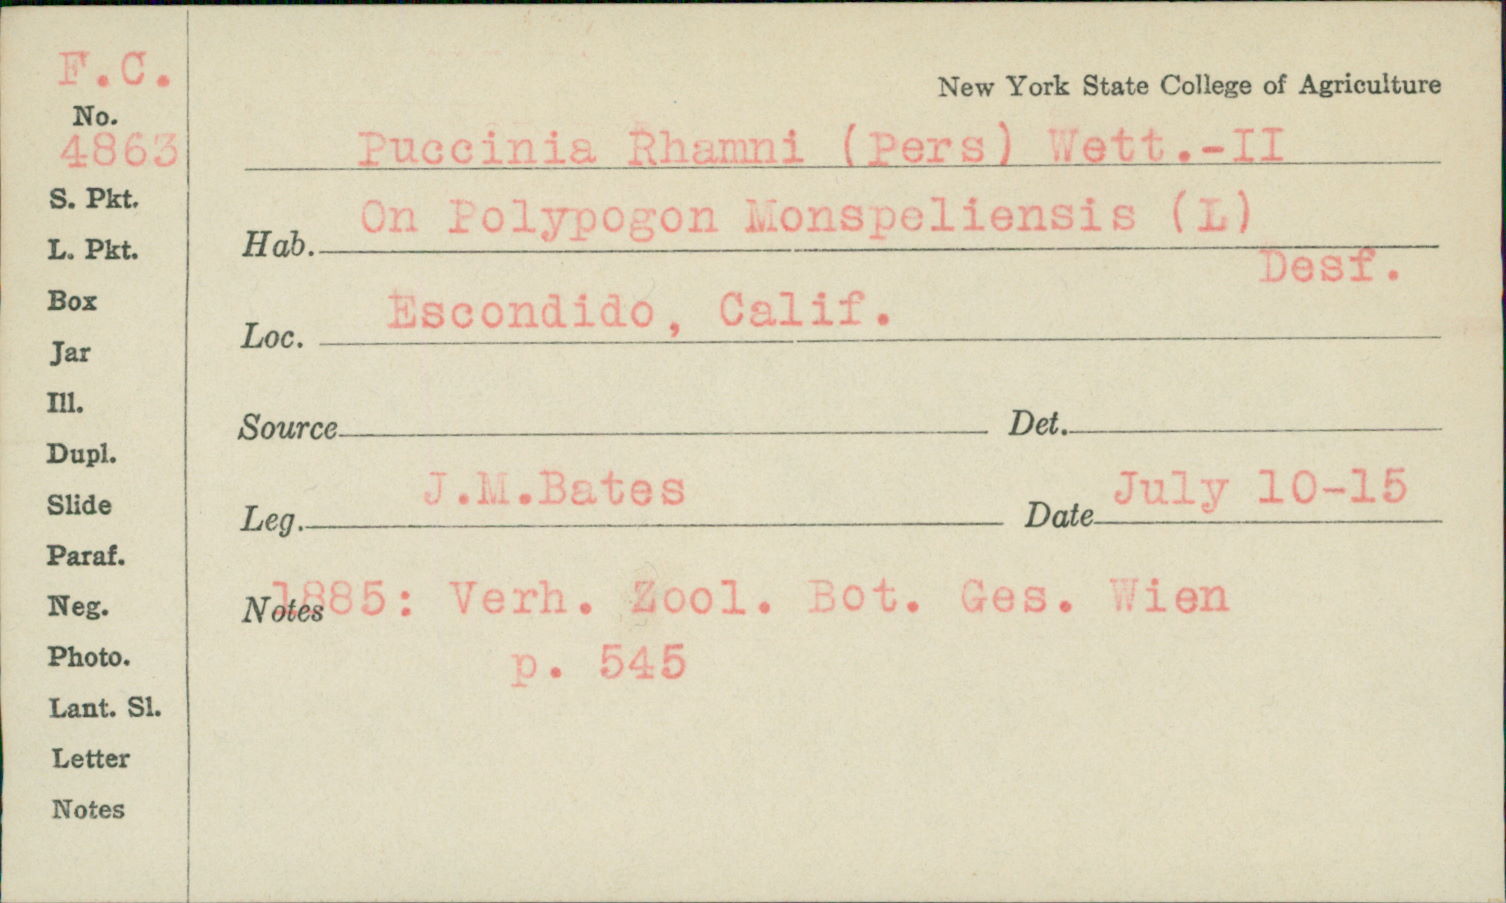 F.C.
New York State College of Agriculture
No.
4863
Puccinia Rhamni (Pers) Wett.-II
S. Pkt.
On Polypogon Monspeliensis (L)
Hab.
L. Pkt.
Desf.
Box
Escondido, Calif.
Loc.
Jar
Ill.
Source Det.
Dupl.
J.M.Bates July 10-15
Slide
Leg. Date
Paraf.
1885: Verh. Zool. Bot. Ges. Wien
Neg.
Notes
Photo.
p. 545
Lant. Sl.
Letter
Notes